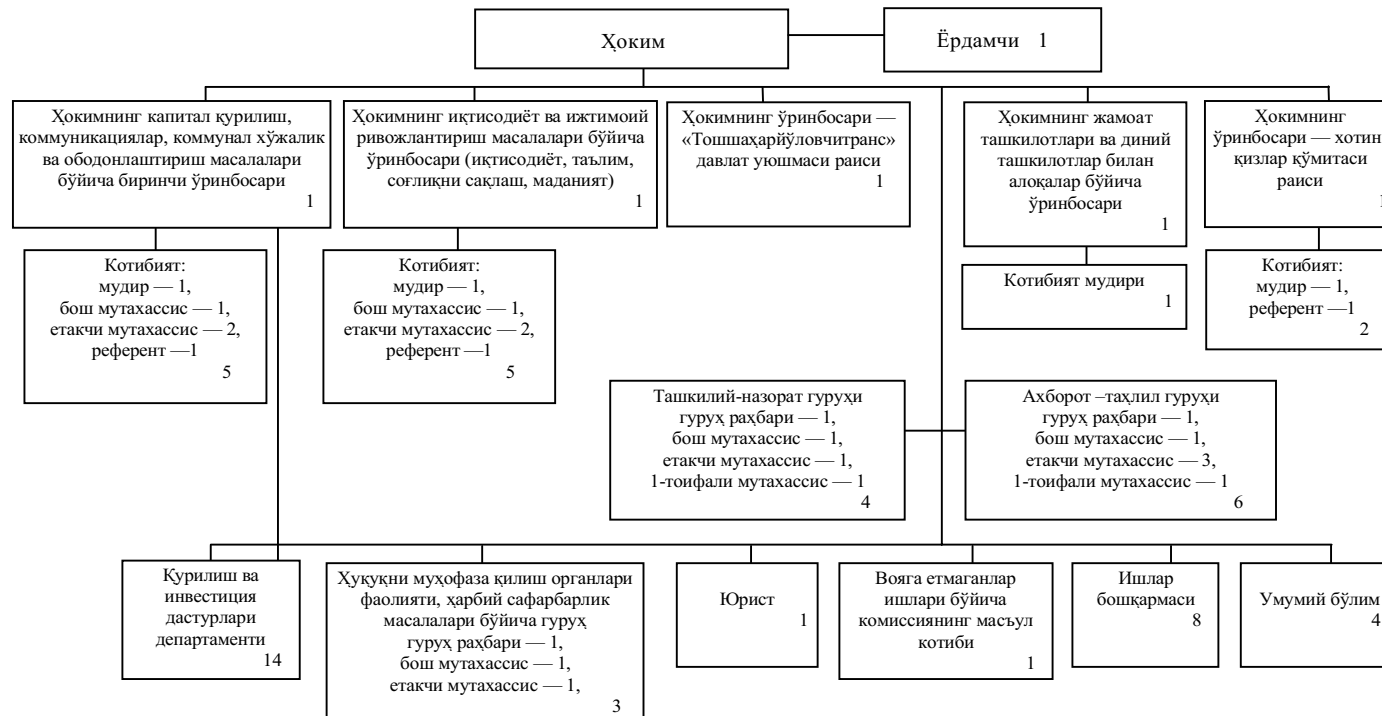 Ҳоким
Ёрдамчи 1
Ҳокимнинг капитал қурилиш,
коммуникациялар, коммунал хўжалик
ва ободонлаштириш масалалари
бўйича биринчи ўринбосари
1
Ҳокимнинг иқтисодиёт ва ижтимоий
ривожлантириш масалалари бўйича
ўринбосари (иқтисодиёт, таълим,
соғлиқни сақлаш, маданият)
1
Ҳокимнинг ўринбосари —
«Тошшаҳарйўловчитранс»
давлат уюшмаси раиси
1
Ҳокимнинг жамоат
ташкилотлари ва диний
ташкилотлар билан
алоқалар бўйича
ўринбосари
1
Ҳокимнинг
ўринбосари — хотин-
қизлар қўмитаси
раиси
1
Котибият:
мудир — 1,
бош мутахассис — 1,
етакчи мутахассис — 2,
референт —1
5
Котибият:
мудир — 1,
бош мутахассис — 1,
етакчи мутахассис — 2,
референт —1
5
Котибият мудири
1
Котибият:
мудир — 1,
референт —1
2
Ташкилий-назорат гуруҳи
гуруҳ раҳбари — 1,
бош мутахассис — 1,
етакчи мутахассис — 1,
1-тоифали мутахассис — 1
4
Ахборот –таҳлил гуруҳи
гуруҳ раҳбари — 1,
бош мутахассис — 1,
етакчи мутахассис — 3,
1-тоифали мутахассис — 1
6
Қурилиш ва
инвестиция
дастурлари
департаменти
14
Ҳуқуқни муҳофаза қилиш органлари
фаолияти, ҳарбий сафарбарлик
масалалари бўйича гуруҳ
гуруҳ раҳбари — 1,
бош мутахассис — 1,
етакчи мутахассис — 1,
3
Юрист
1
Вояга етмаганлар
ишлари бўйича
комиссиянинг масъул
котиби
1
Ишлар
бошқармаси
8
Умумий бўлим
4